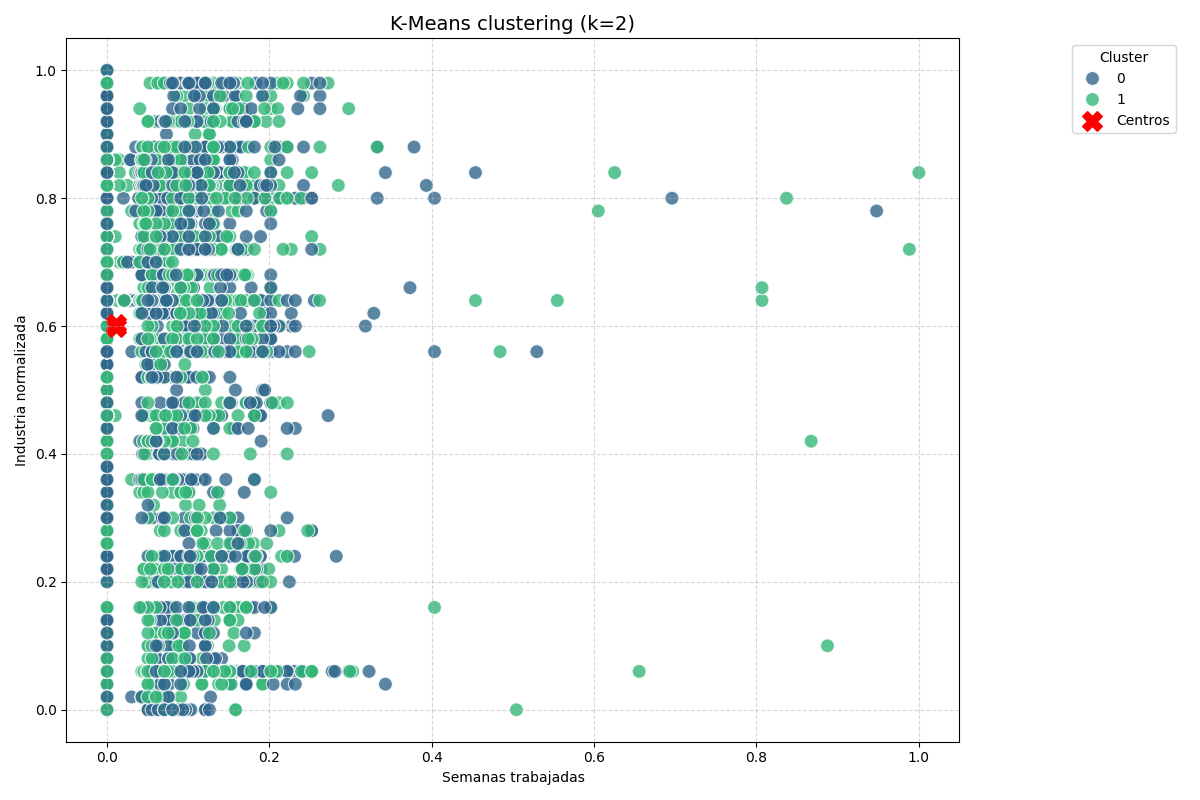 K-Means clustering (k=2)
1.0
0.8
0.6
0.4
0.2
0.0
Industria normalizada
0.0
0.2
0.4
0.6
0.8
1.0
Semanas trabajadas
Cluster
0
1
Centros